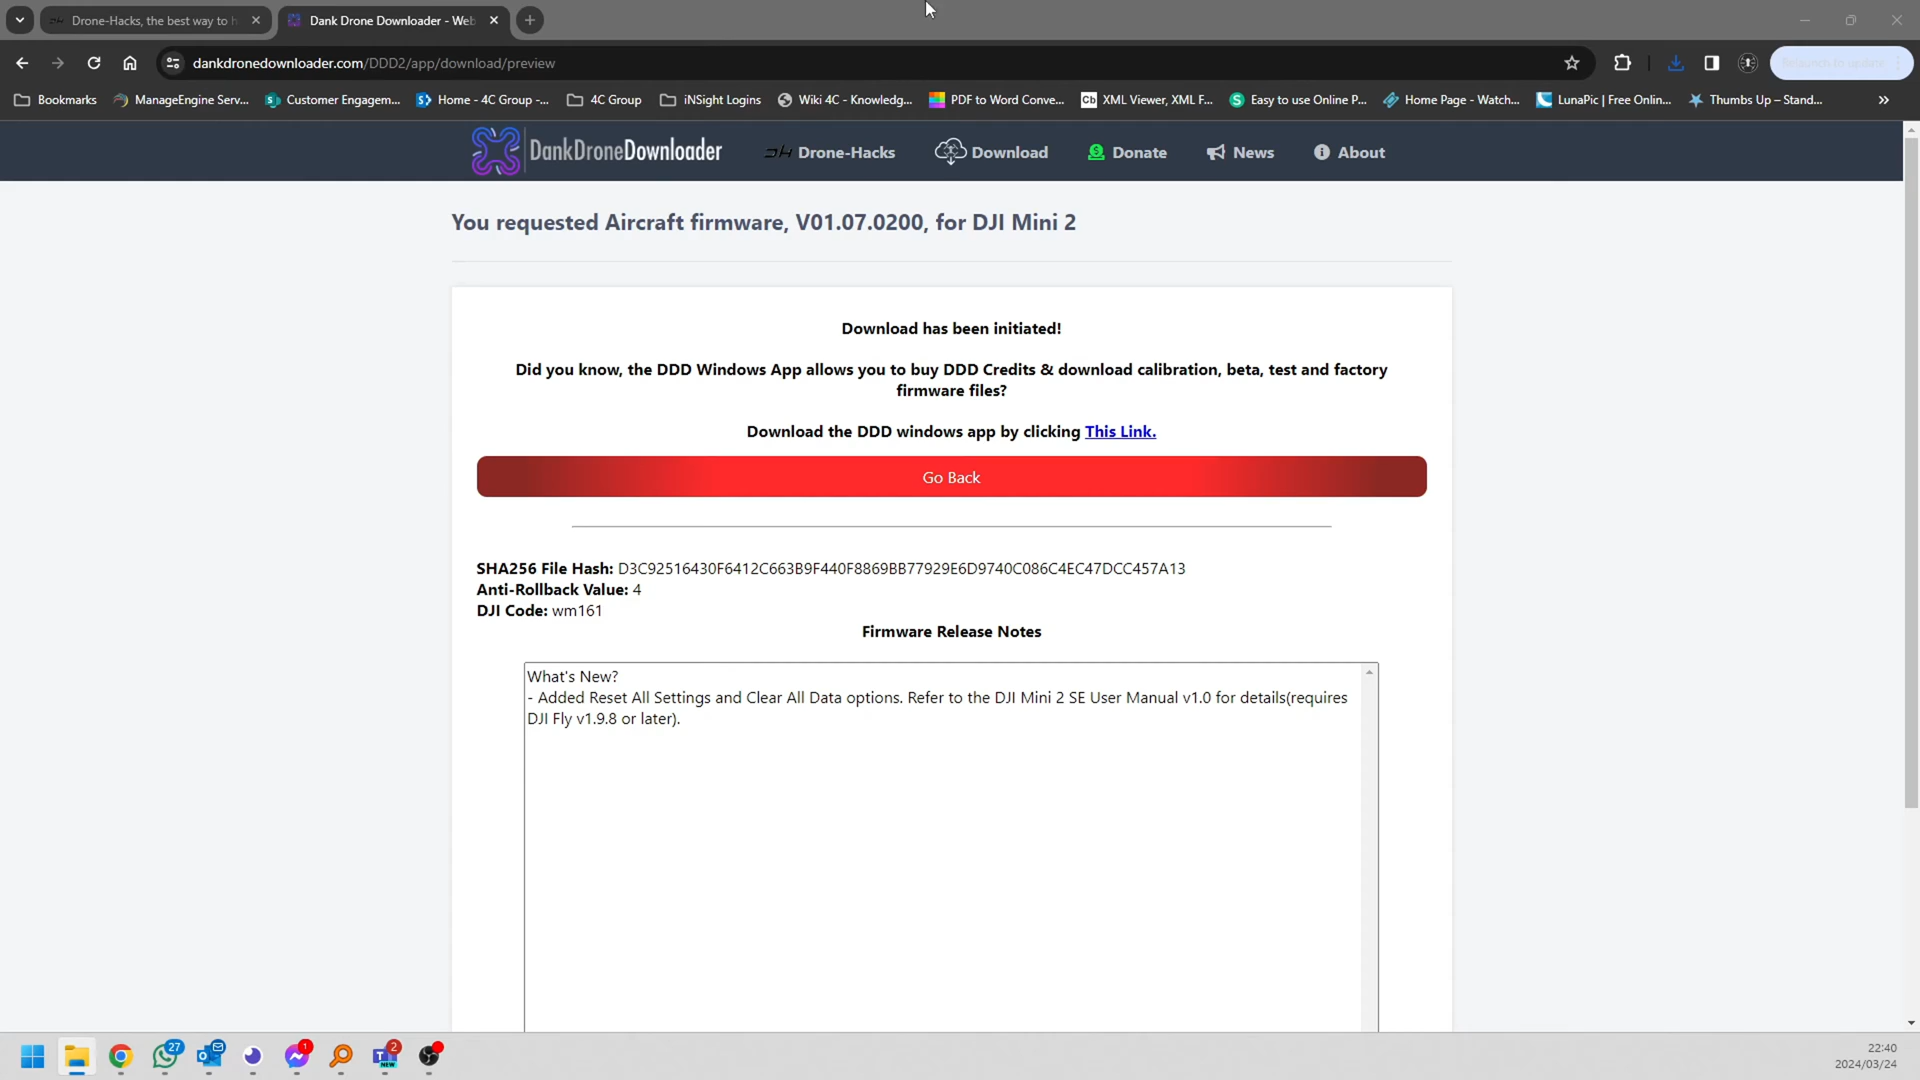 Drone-Hacks, the best way to h
Dank Drone Downloader - Web
dankdronedownloader.com/DDD2/app/download/preview
Bookmarks
ManageEngine Serv...
Customer Engagem...
Home - 4C Group -...
4C Group
iNSight Logins
Wiki 4C - Knowledg...
PDF to Word Conve...
Cb XML Viewer, XML F...
S Easy to use Online P...
Home Page - Watch...
LunaPic | Free Onlin...
Thumbs Up – Stand...
DankDroneDownloader
Drone-Hacks
Download
Donate
News
About
You requested Aircraft firmware, V01.07.0200, for DJI Mini 2
Download has been initiated!
Did you know, the DDD Windows App allows you to buy DDD Credits & download calibration, beta, test and factory
firmware files?
Download the DDD windows app by clicking This Link.
Go Back
SHA256 File Hash: D3C92516430F6412C663B9F440F8869BB77929E6D9740C086C4EC47DCC457A13
Anti-Rollback Value: 4
DJI Code: wm161
Firmware Release Notes
What's New?
- Added Reset All Settings and Clear All Data options. Refer to the DJI Mini 2 SE User Manual v1.0 for details(requires
DJI Fly v1.9.8 or later).
27
1
2
NEW
22:40
2024/03/24